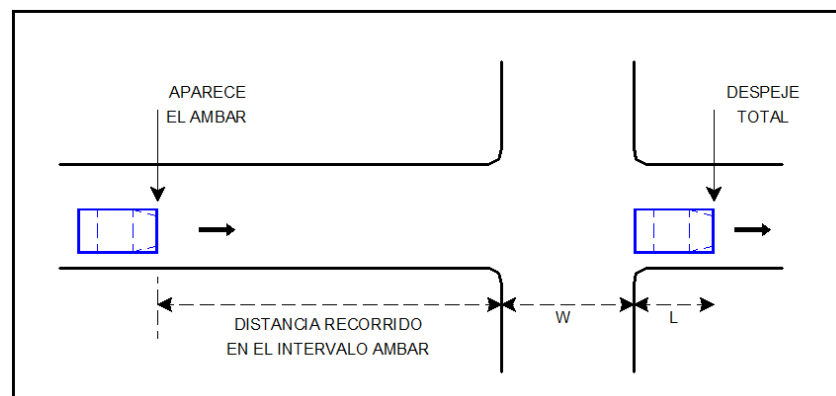 APARECE
EL AMBAR
DESPEJE
TOTAL
DISTANCIA RECORRIDO
EN EL INTERVALO AMBAR
W
L